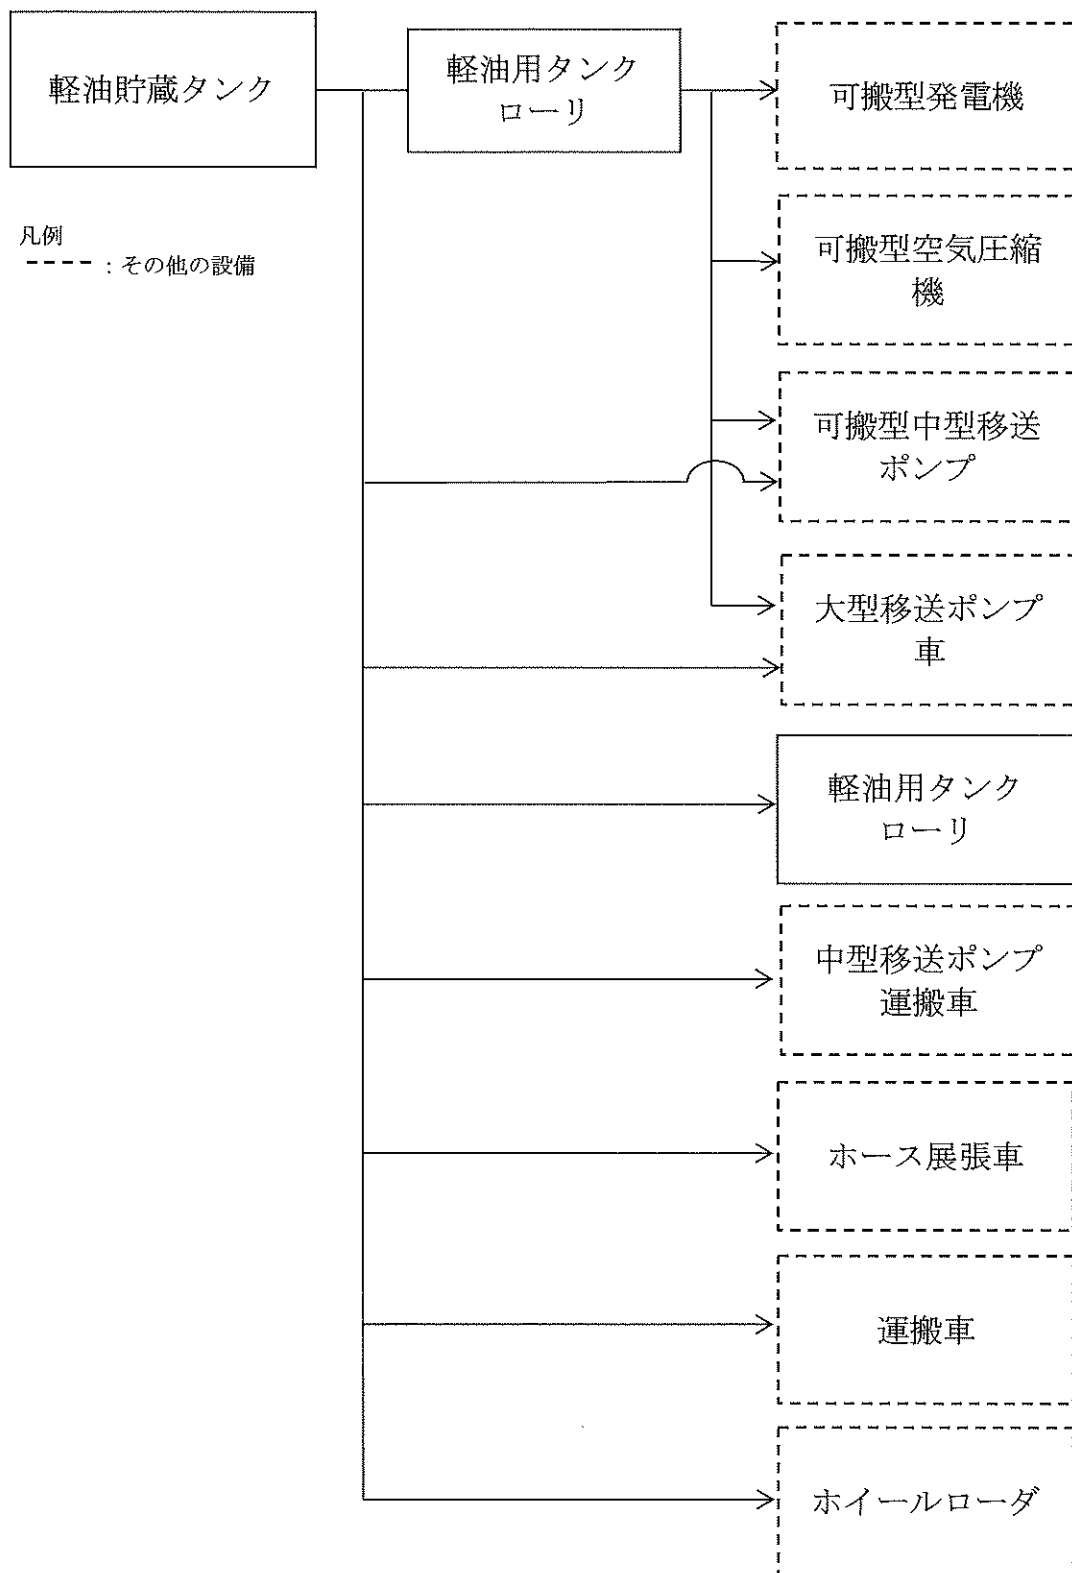 軽油貯蔵タンク
軽油用タンク
ローリ
可搬型発電機
凡例
：その他の設備
可搬型空気圧縮
機
可搬型中型移送
ポンプ
大型移送ポンプ
車
軽油用タンク
ローリ
中型移送ポンプ
運搬車
ホース展張車
運搬車
ホイールローダ